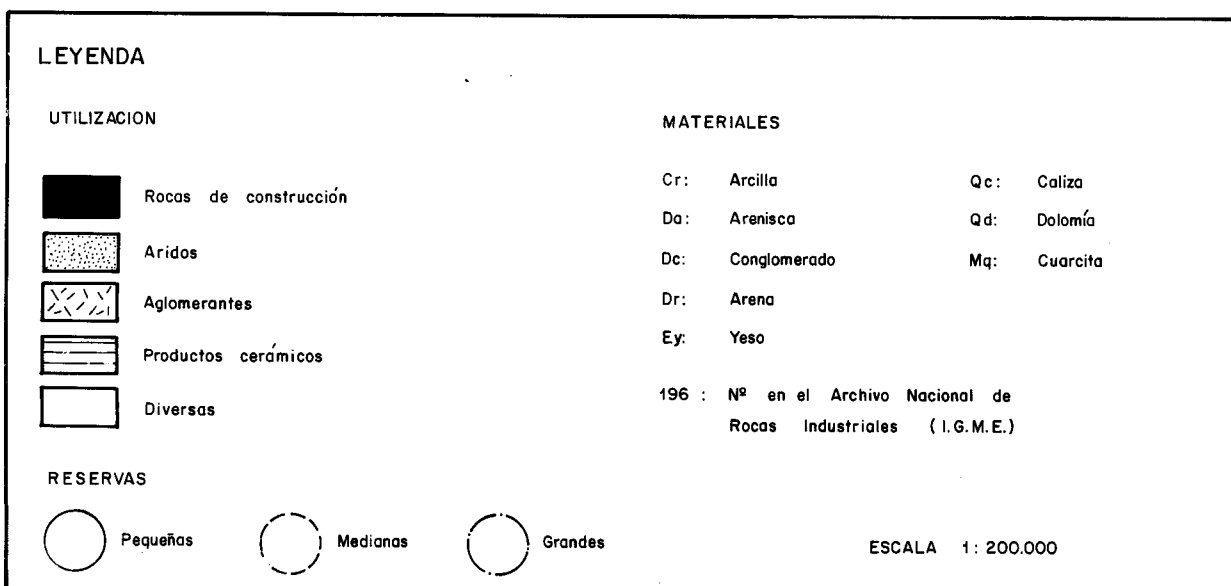 LEYENDA
UTILIZACION
Rocas de construcción
Aridos
Aglomerantes
Productos cerámicos
Diversas
MATERIALES
Cr: Arcilla
Da: Arenisca
Dc: Conglomerado
Dr: Arena
Ey: Yeso
Qc: Caliza
Qd: Dolomía
Mq: Cuarcita
196 : Nº en el Archivo Nacional de
Rocas Industriales (I.G.M.E.)
RESERVAS
Pequeñas
Medianas
Grandes
ESCALA 1: 200.000